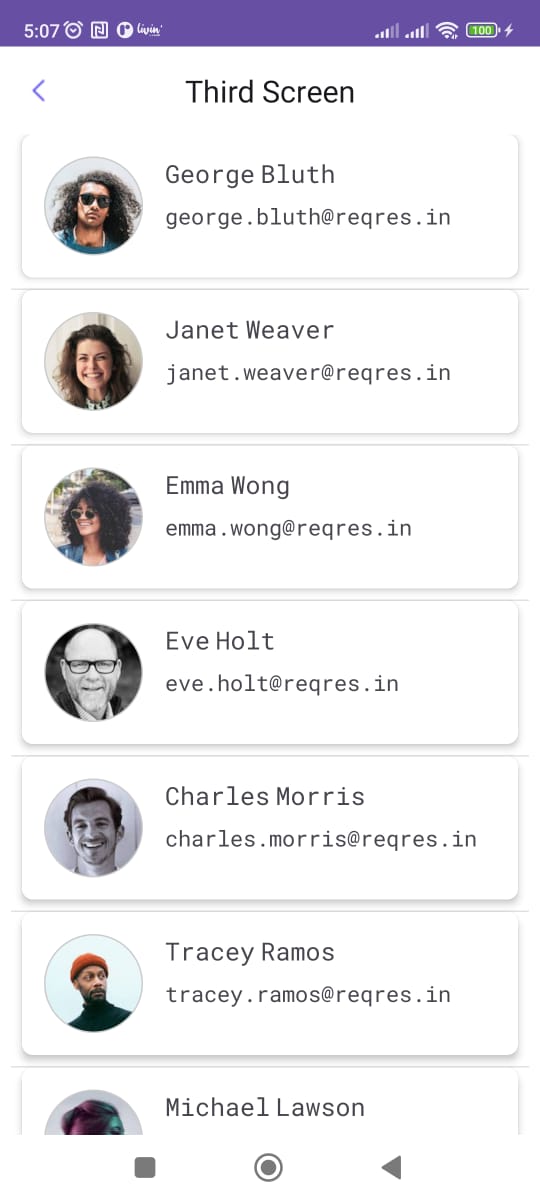 5:07 livin'
100
Third Screen
George Bluth
george.bluth@reqres.in
Janet Weaver
janet.weaver@reqres.in
Emma Wong
emma.wong@reqres.in
Eve Holt
eve.holt@reqres.in
Charles Morris
charles.morris@reqres.in
Tracey Ramos
tracey.ramos@reqres.in
Michael Lawson